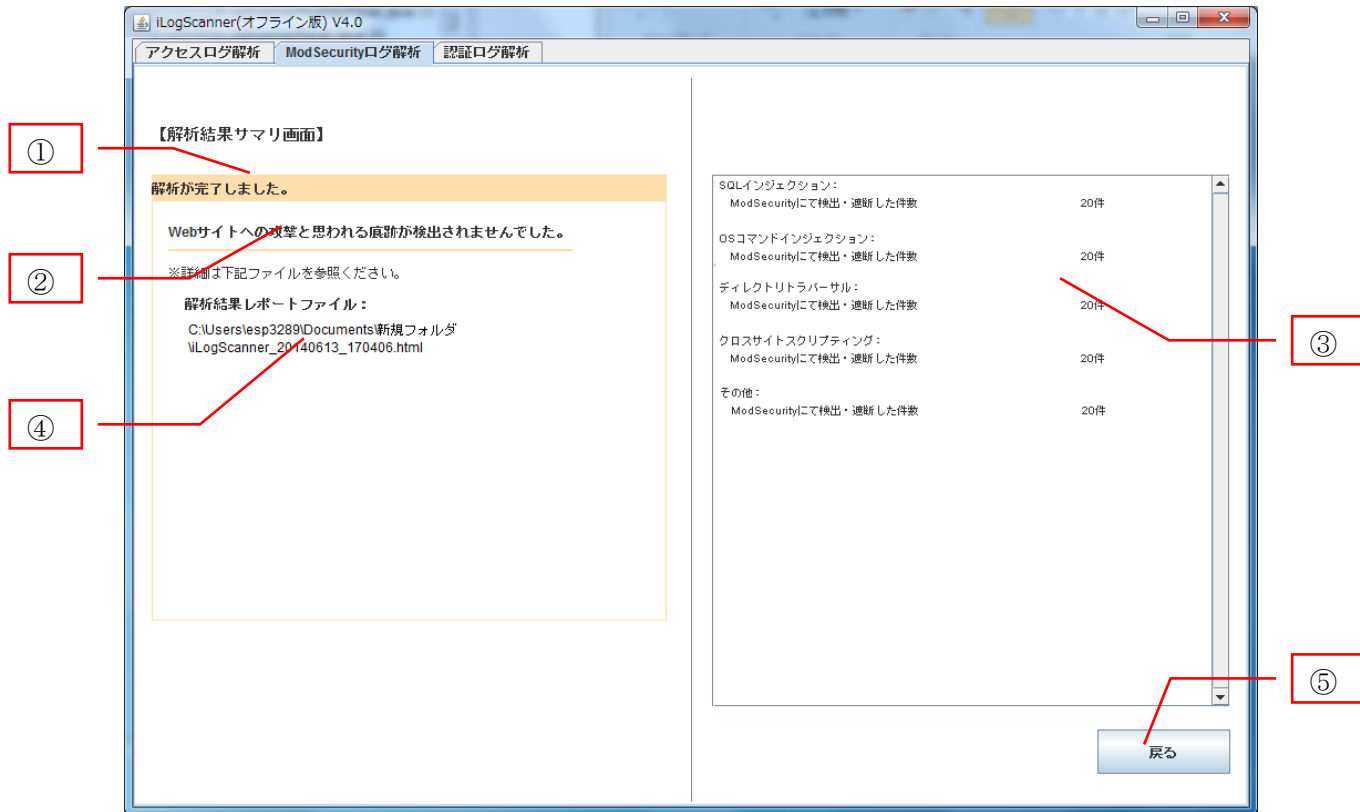 iLogScanner(オフライン版) V4.0
アクセスログ解析 ModSecurityログ解析 認証ログ解析
【解析結果サマリ画面】
①
解析が完了しました。
Webサイトへの攻撃と思われる痕跡が検出されませんでした。
②
※詳細は下記ファイルを参照ください。
解析結果レポートファイル：
C:\Users\esp3289\Documents\新規フォルダ
\iLogScanner_20140613_170406.html
④
SQLインジェクション：
ModSecurityにて検出・遮断した件数 20件
OSコマンドインジェクション：
ModSecurityにて検出・遮断した件数 20件
ディレクトリトラバーサル：
ModSecurityにて検出・遮断した件数 20件
③
クロスサイトスクリプティング：
ModSecurityにて検出・遮断した件数 20件
その他：
ModSecurityにて検出・遮断した件数 20件
⑤
戻る